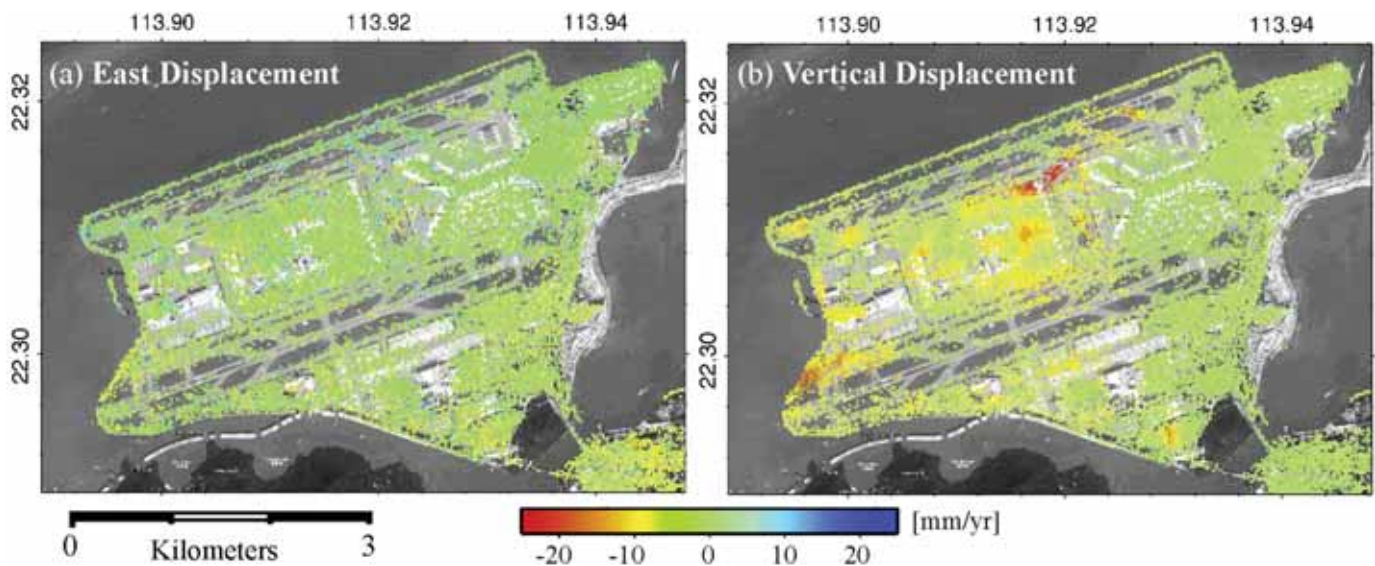 113.90 113.92 113.94 113.90 113.92 113.94
(a) East Displacement (b) Vertical Displacement
22.32 22.32
22.30 22.30
0 Kilometers 3
-20 -10 0 10 20 [mm/yr]